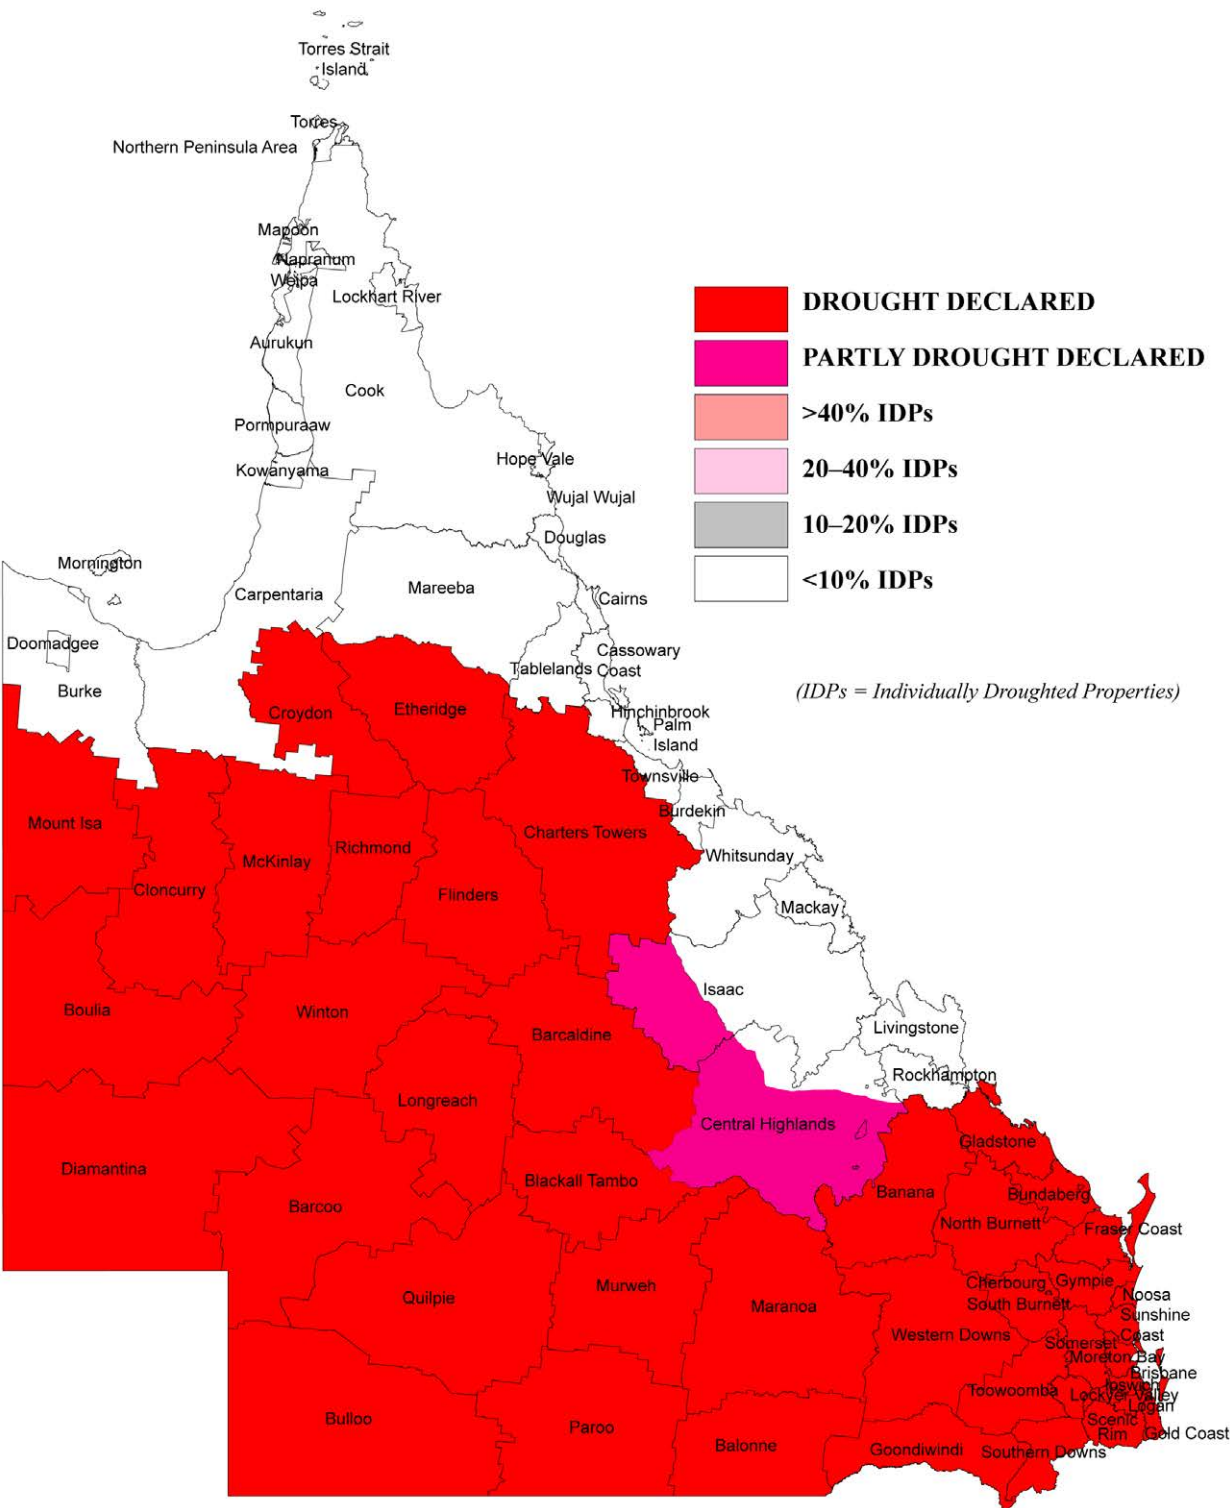 Torres Strait
Island
Torres
Northern Peninsula Area
Mapoon
Napranum
Weipa
Lockhart River
Aurukun
Cook
Pormpuraaw
Kowanyama
Hope Vale
Wujal Wujal
Douglas
Mornington
Carpentaria
Mareeba
Cairns
Doomadgee
Burke
Tablelands
Cassowary
Coast
Croydon
Etheridge
Hinchinbrook
Palm
Island
Townsville
Burdekin
Mount Isa
Cloncurry
McKinlay
Richmond
Flinders
Charters Towers
Whitsunday
Mackay
Isaac
Boulia
Winton
Barcaldine
Livingstone
Rockhampton
Longreach
Central Highlands
Gladstone
Diamantina
Barcoo
Blackall Tambo
Banana
Bundaberg
North Burnett
Fraser Coast
Quilpie
Murweh
Maranoa
Cherbourg
Gympie
South Burnett
Noosa
Sunshine
Coast
Western Downs
Somerset
Moreton Bay
Brisbane
Ipswich
Toowoomba
Lockyer Valley
Logan
Scenic
Rim
Gold Coast
Bulloo
Paroo
Balonne
Goondiwindi
Southern Downs
DROUGHT DECLARED
PARTLY DROUGHT DECLARED
>40% IDPs
20–40% IDPs
10–20% IDPs
<10% IDPs
(IDPs = Individually Droughted Properties)